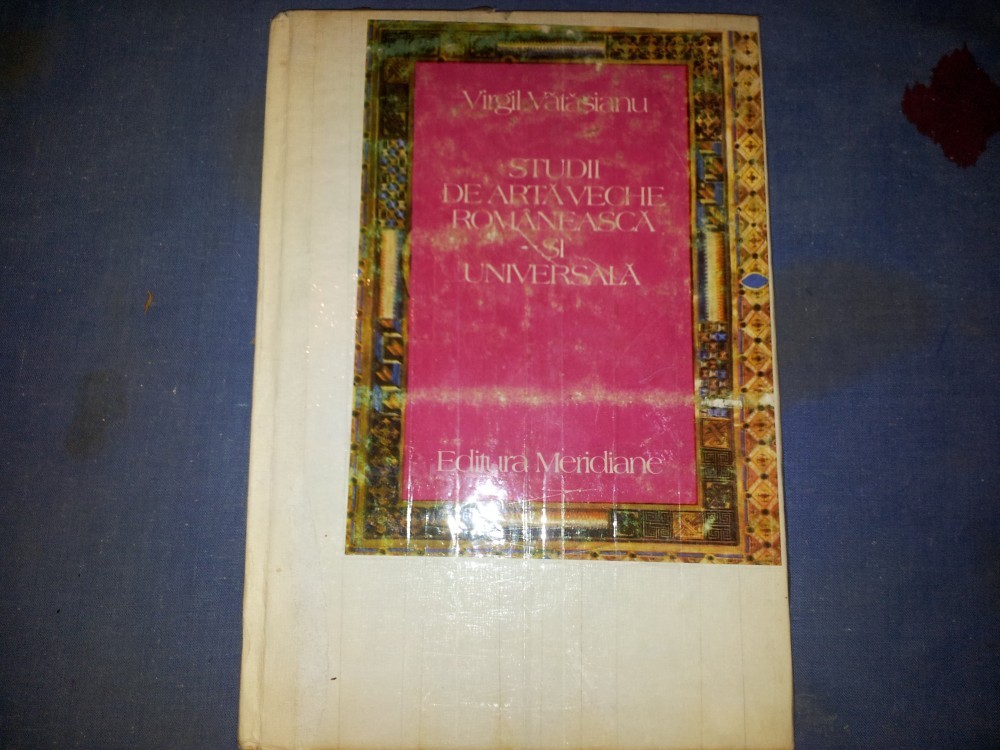 Virgil Vătășianu
STUDII
DE ARTĂ VECHE
ROMÂNEASCĂ
ȘI
UNIVERSALĂ
Editura Meridiane